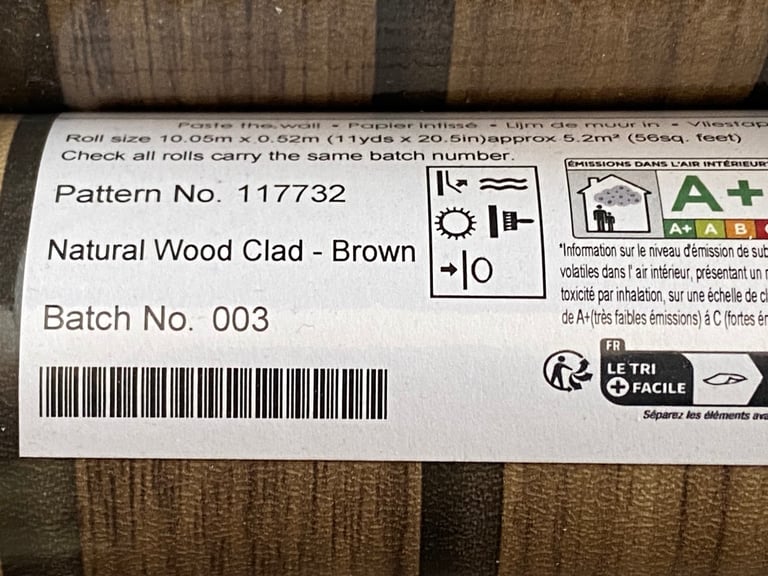 Paste the wall • Papier intissé • Lijm de muur in •
Roll size 10.05m x 0.52m (11yds x 20.5in)approx 5.2m² (56sq. feet)
Check all rolls carry the same batch number.
Pattern No. 117732
Natural Wood Clad - Brown
Batch No. 003
ÉMISSIONS DANS L'AIR INTÉRIEUR
A+
A+ A B
*Information sur le niveau d'émission de
volatiles dans l' air intérieur, présentant un
toxicité par inhalation, sur une échelle de
de A+(très faibles émissions) á C (fortes
FR
LE TRI
+ FACILE
Séparez les éléments